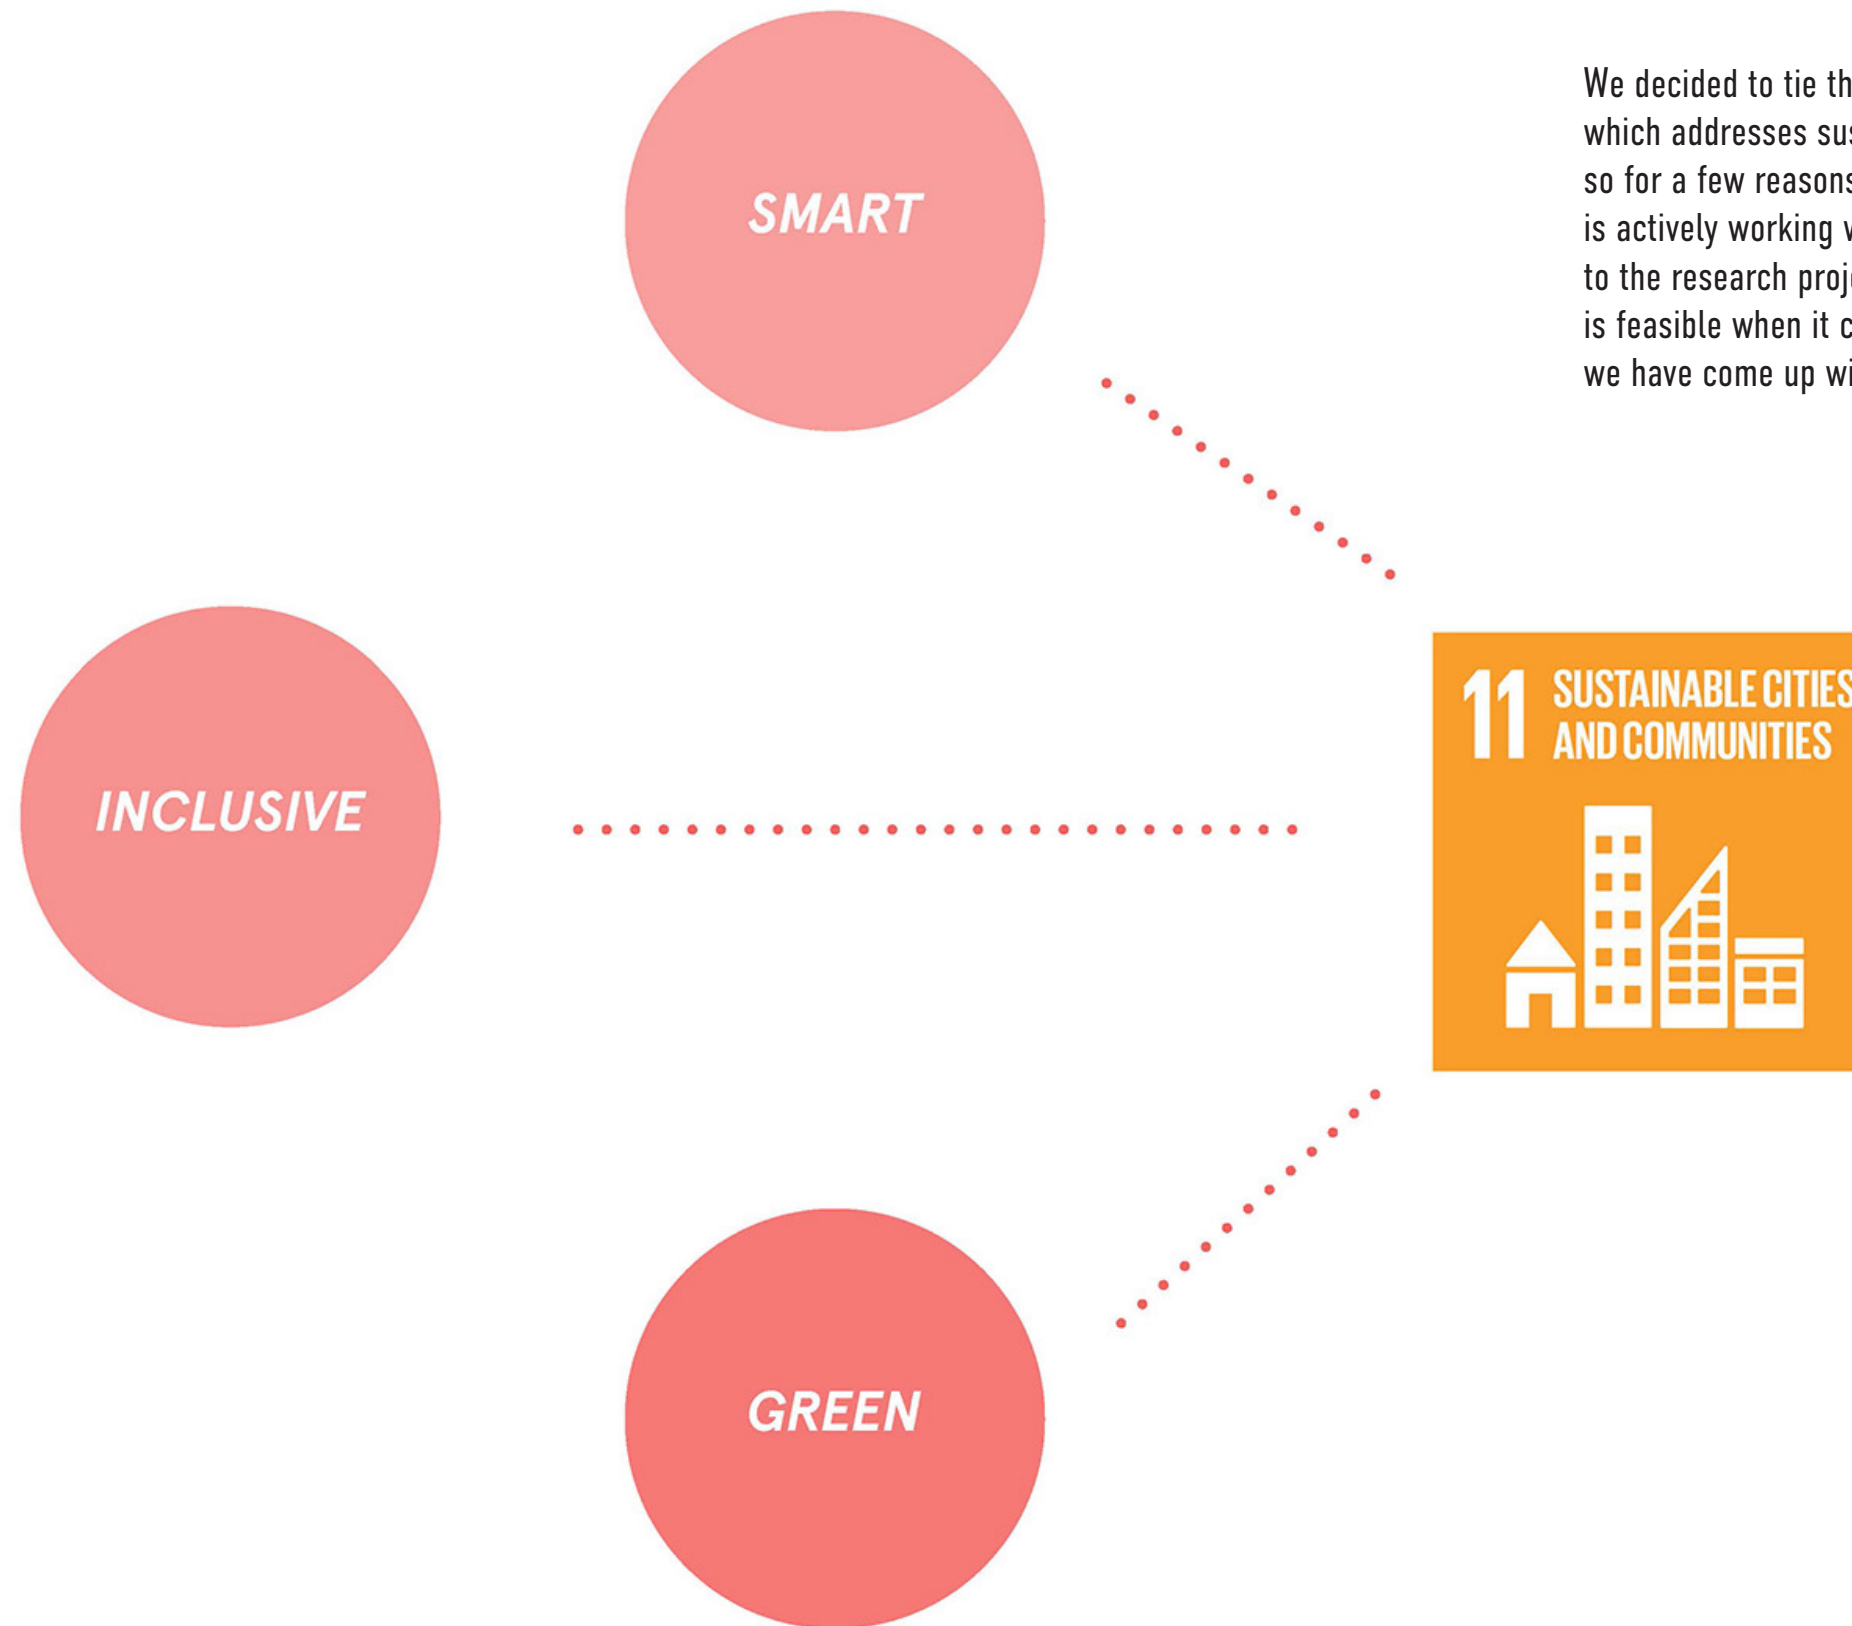 We decided to tie th
which addresses sus
so for a few reasons
is actively working
to the research proj
is feasible when it c
we have come up wi
SMART
INCLUSIVE
11 SUSTAINABLE CITIES
AND COMMUNITIES
GREEN